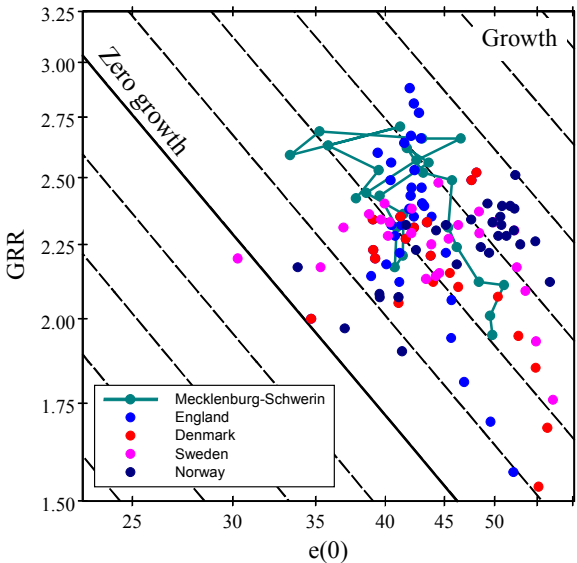 3.25
Growth
3.00
Zero growth
2.75
2.50
GRR
2.25
2.00
1.75
Mecklenburg-Schwerin
England
Denmark
Sweden
Norway
1.50
25
30
35
40
45
50
e(0)